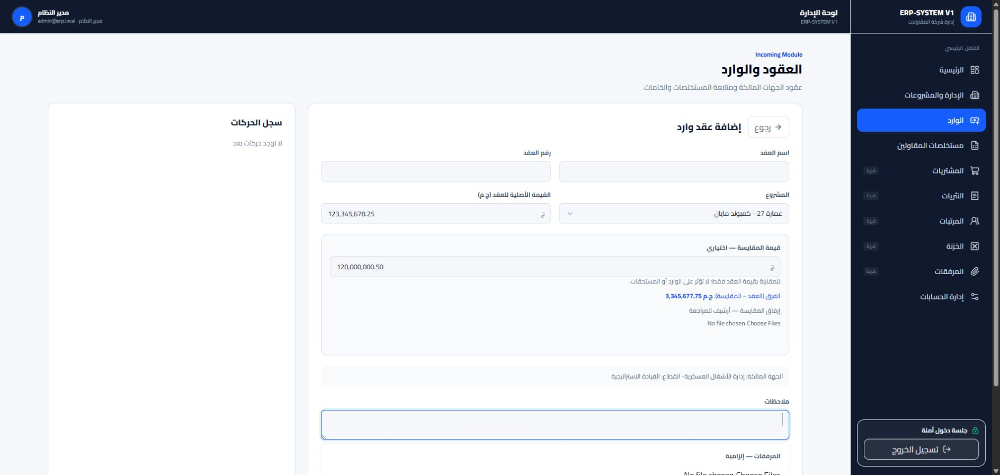 ERP-SYSTEM V1
إدارة شركة المقاولات
لوحة الإدارة
ERP-SYSTEM V1
مدير النظام
مدير النظام · admin@erp.local
م
التنقل الرئيسي
الرئيسية
الإدارة والمشروعات
الوارد
مستخلصات المقاولين
المشتريات
قريبًا
النثريات
قريبًا
المرتبات
قريبًا
الخزنة
قريبًا
المرفقات
قريبًا
إدارة الحسابات
جلسة دخول آمنة
تسجيل الخروج
Incoming Module
العقود والوارد
عقود الجهات المالكة ومتابعة المستخلصات والخامات.
رجوع
إضافة عقد وارد
اسم العقد
رقم العقد
المشروع
القيمة الأصلية للعقد (ج.م)
عمارة 27 - كمبوند مايان
ج 123,345,678.25
قيمة المقايسة — اختياري
ج 120,000,000.50
للمقارنة بقيمة العقد فقط؛ لا تؤثر على الوارد أو المستحقات.
الفرق (العقد − المقايسة): ج.م 3,345,677.75
إرفاق المقايسة — أرشيف للمراجعة
Choose Files No file chosen
الجهة المالكة: إدارة الأشغال العسكرية · القطاع: القيادة الاستراتيجية
ملاحظات
المرفقات — إلزامية
Choose Files No file chosen
سجل الحركات
لا توجد حركات بعد